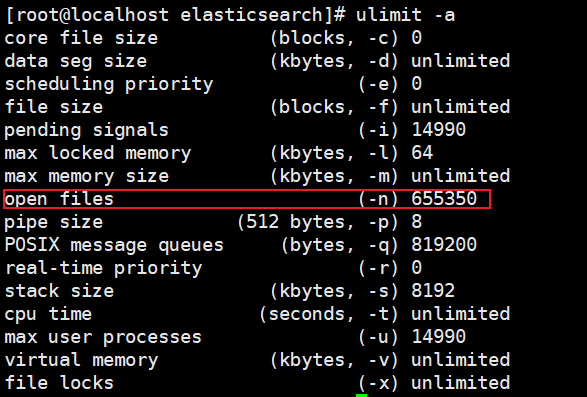 [root@localhost elasticsearch]# ulimit -a
core file size (blocks, -c) 0
data seg size (kbytes, -d) unlimited
scheduling priority (-e) 0
file size (blocks, -f) unlimited
pending signals (-i) 14990
max locked memory (kbytes, -l) 64
max memory size (kbytes, -m) unlimited
open files (-n) 655350
pipe size (512 bytes, -p) 8
POSIX message queues (bytes, -q) 819200
real-time priority (-r) 0
stack size (kbytes, -s) 8192
cpu time (seconds, -t) unlimited
max user processes (-u) 14990
virtual memory (kbytes, -v) unlimited
file locks (-x) unlimited